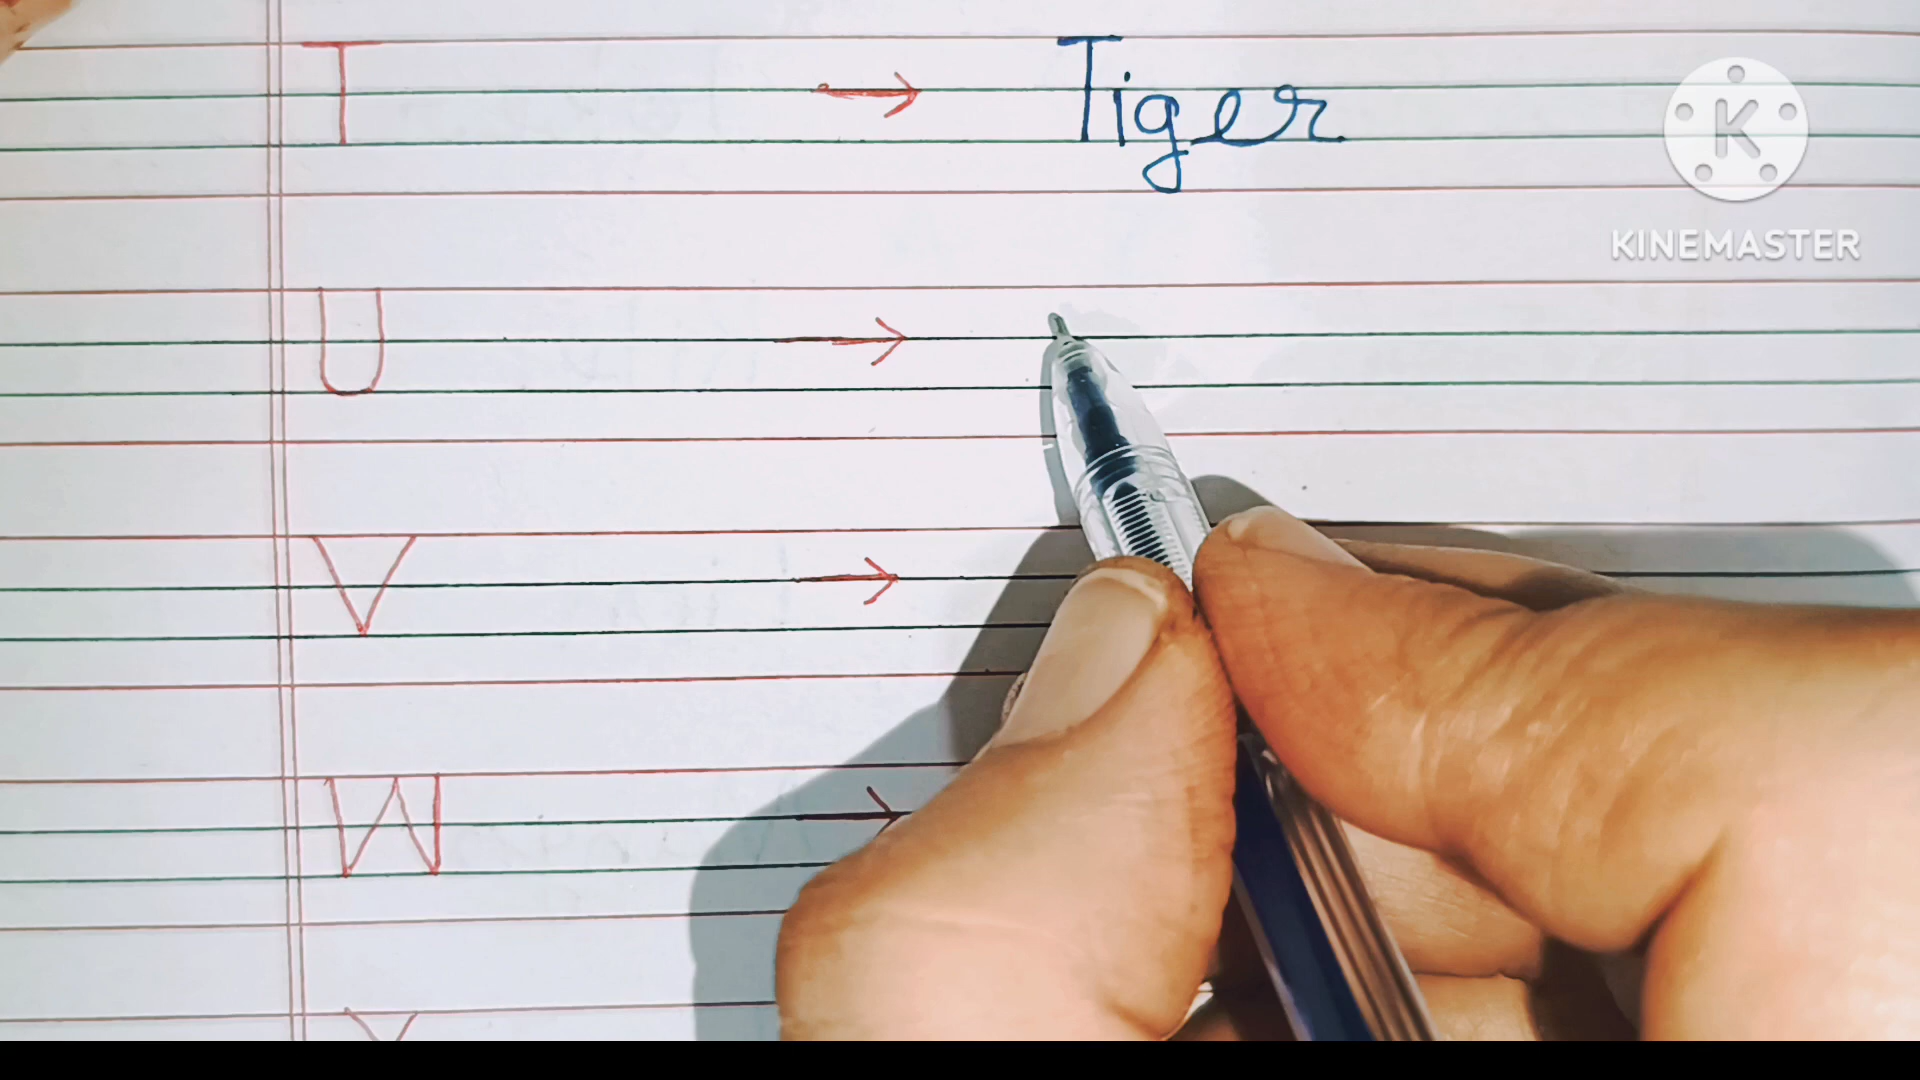 T → Tiger
K
KINEMASTER
U →
V →
W →
X